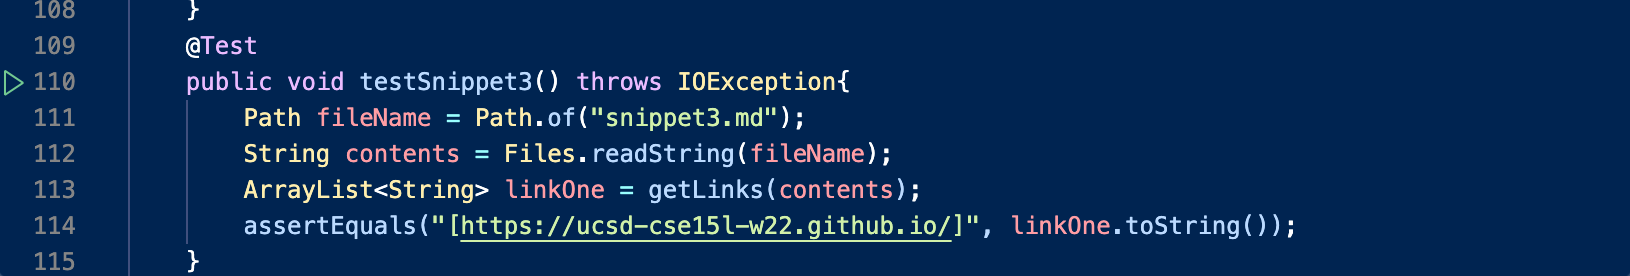 108 }
109 @Test
110 public void testSnippet3() throws IOException{
111 Path fileName = Path.of("snippet3.md");
112 String contents = Files.readString(fileName);
113 ArrayList<String> linkOne = getLinks(contents);
114 assertEquals("[https://ucsd-cse15l-w22.github.io/]", linkOne.toString());
115 }